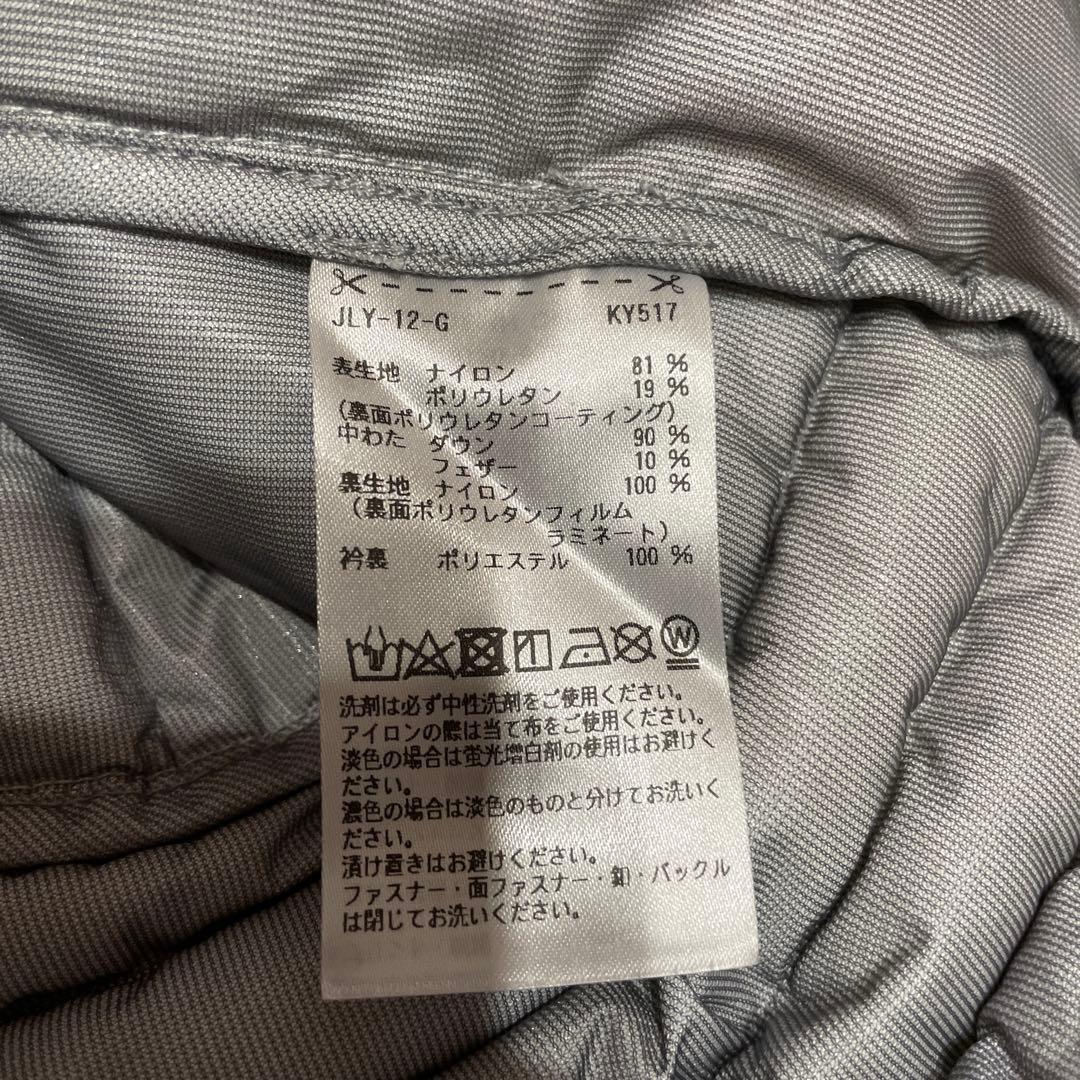 JLY-12-G KY517
表生地 ナイロン 81 %
ポリウレタン 19 %
(裏面ポリウレタンコーティング)
中わた ダウン 90 %
フェザー 10 %
裏生地 ナイロン 100 %
(裏面ポリウレタンフィルム
ラミネート)
衿裏 ポリエステル 100 %
W
洗剤は必ず中性洗剤をご使用ください。
アイロンの際は当て布をご使用ください。
淡色の場合は蛍光増白剤の使用はお避けく
ださい。
濃色の場合は淡色のものと分けてお洗いく
ださい。
漬け置きはお避けください。
ファスナー・面ファスナー・釦・バックル
は閉じてお洗いください。